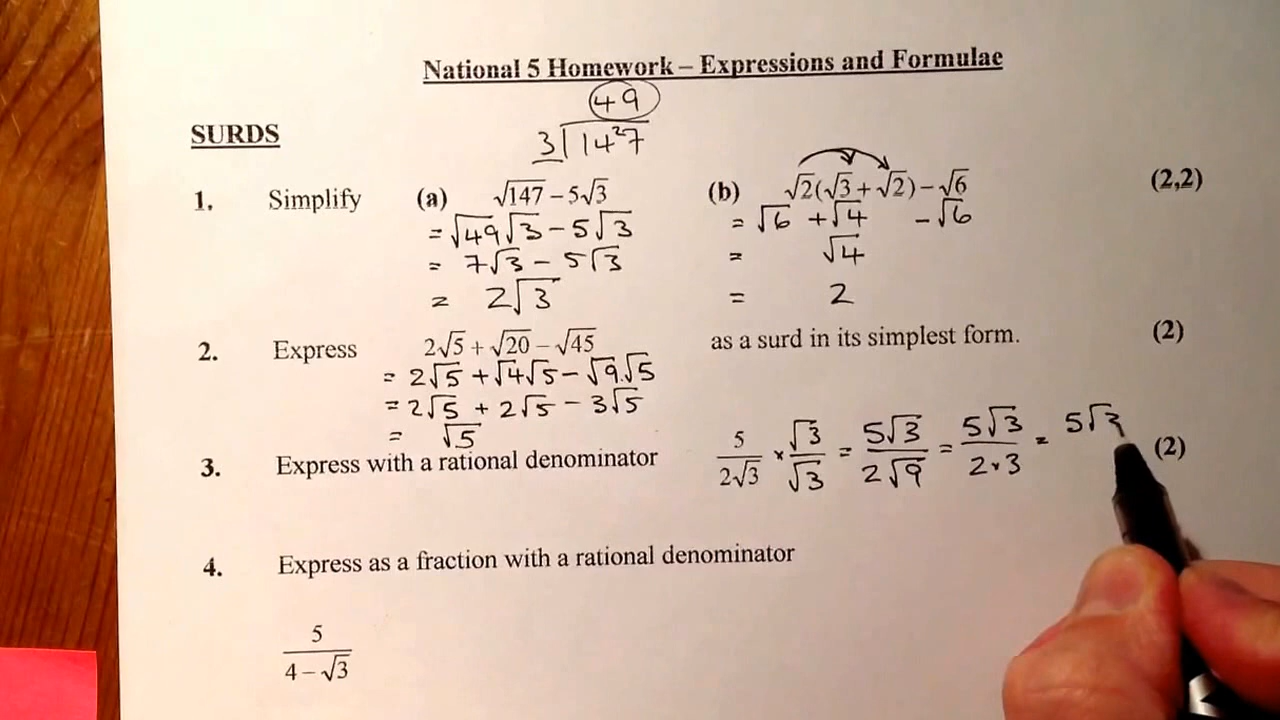 National 5 Homework – Expressions and Formulae
49
SURDS
3 14²7
1. Simplify (a) √147 – 5√3 (b) √2(√3 + √2) – √6 (2,2)
= √49√3 – 5√3 = √6 + √4 – √6
= 7√3 – 5√3 = √4
= 2√3 = 2
2. Express 2√5 + √20 – √45 as a surd in its simplest form. (2)
= 2√5 + √4√5 – √9.√5
= 2√5 + 2√5 – 3√5
= √5
3. Express with a rational denominator 5/2√3 × √3/√3 = 5√3/2√9 = 5√3/2×3 = 5√3 (2)
4. Express as a fraction with a rational denominator
5
4 – √3